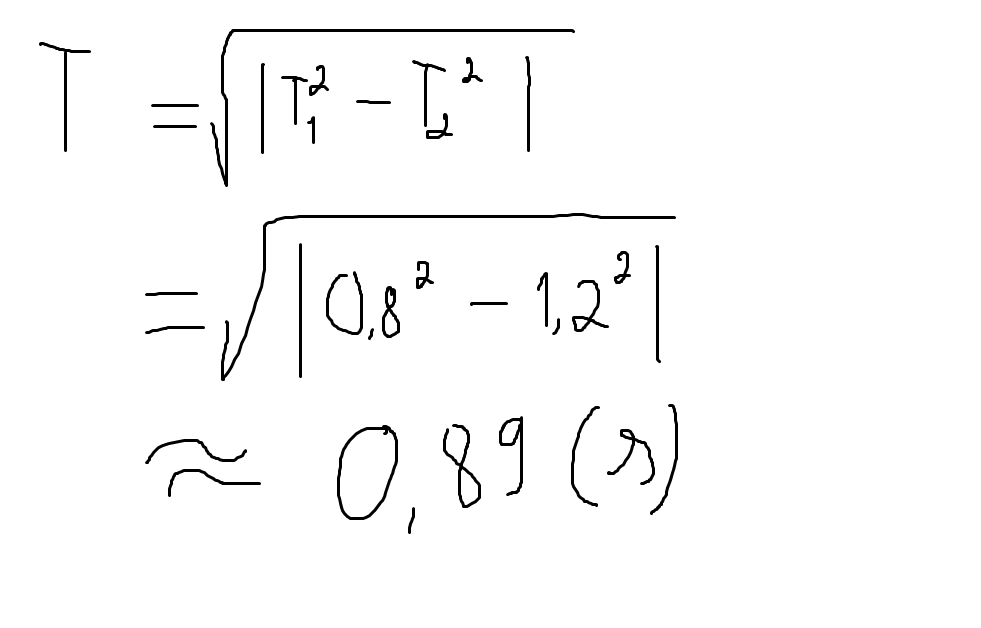 T = √|T₁² − T₂²|
= √|0,8² − 1,2²|
≈ 0,89 (s)